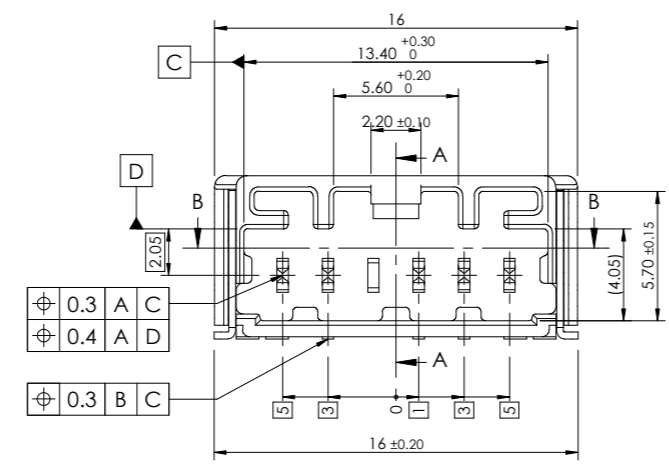 16
13.40 +0.30 0
C
5.60 +0.20 0
2.20 ±0.10
A
D
B
B
2.05
(4.05)
5.70 ±0.15
⌖ 0.3 A C
⌖ 0.4 A D
⌖ 0.3 B C
A
5 3 0 1 3 5
16 ±0.20